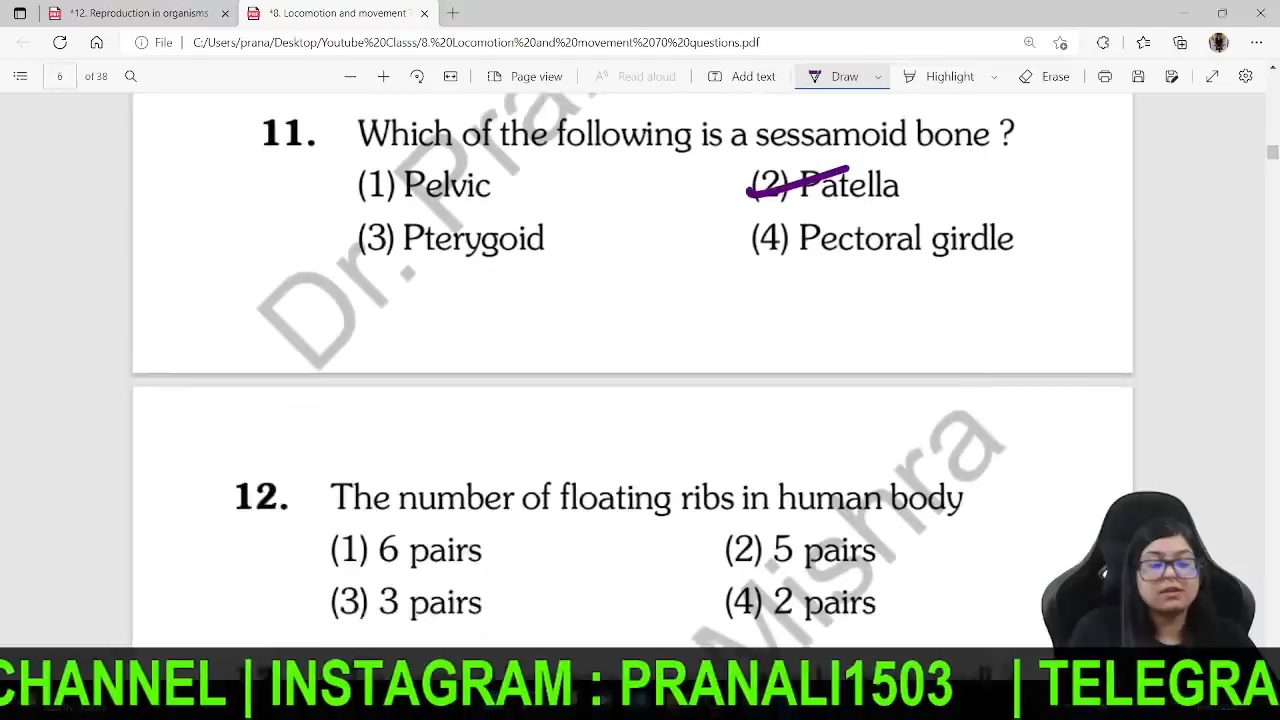 *12. Reproduction in organisms
*8. Locomotion and movement
File
C:/Users/prana/Desktop/Youtube%20Classs/8.%20Locomotion%20and%20movement%2070%20questions.pdf
6 of 38
Page view
Read aloud
Add text
Draw
Highlight
Erase
11. Which of the following is a sessamoid bone ?
(1) Pelvic (2) Patella
(3) Pterygoid (4) Pectoral girdle
Dr. Pra
12. The number of floating ribs in human body
(1) 6 pairs (2) 5 pairs
(3) 3 pairs (4) 2 pairs
Mishra
CHANNEL | INSTAGRAM : PRANALI1503 | TELEGRA